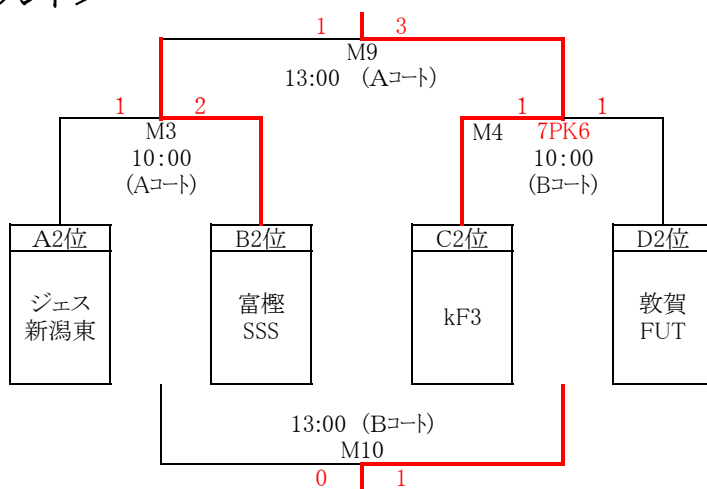 1 3
M9
13:00 (Aコート)
1 2 1 1
M3 M4 7PK6
10:00 10:00
(Aコート) (Bコート)
A2位 B2位 C2位 D2位
ジェス 富樫 kF3 敦賀
新潟東 SSS FUT
13:00 (Bコート)
M10
0 1